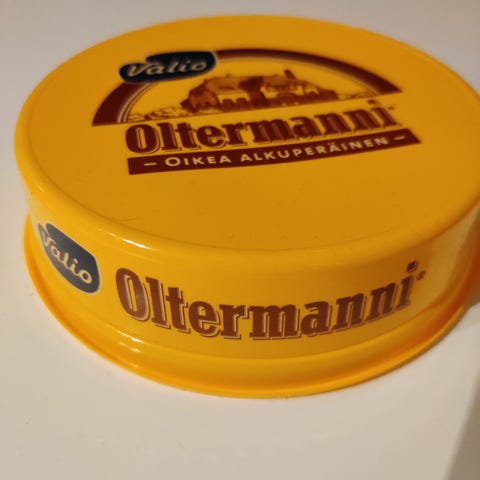 Valio
Oltermanni
– OIKEA ALKUPERÄINEN –
Valio
Oltermanni